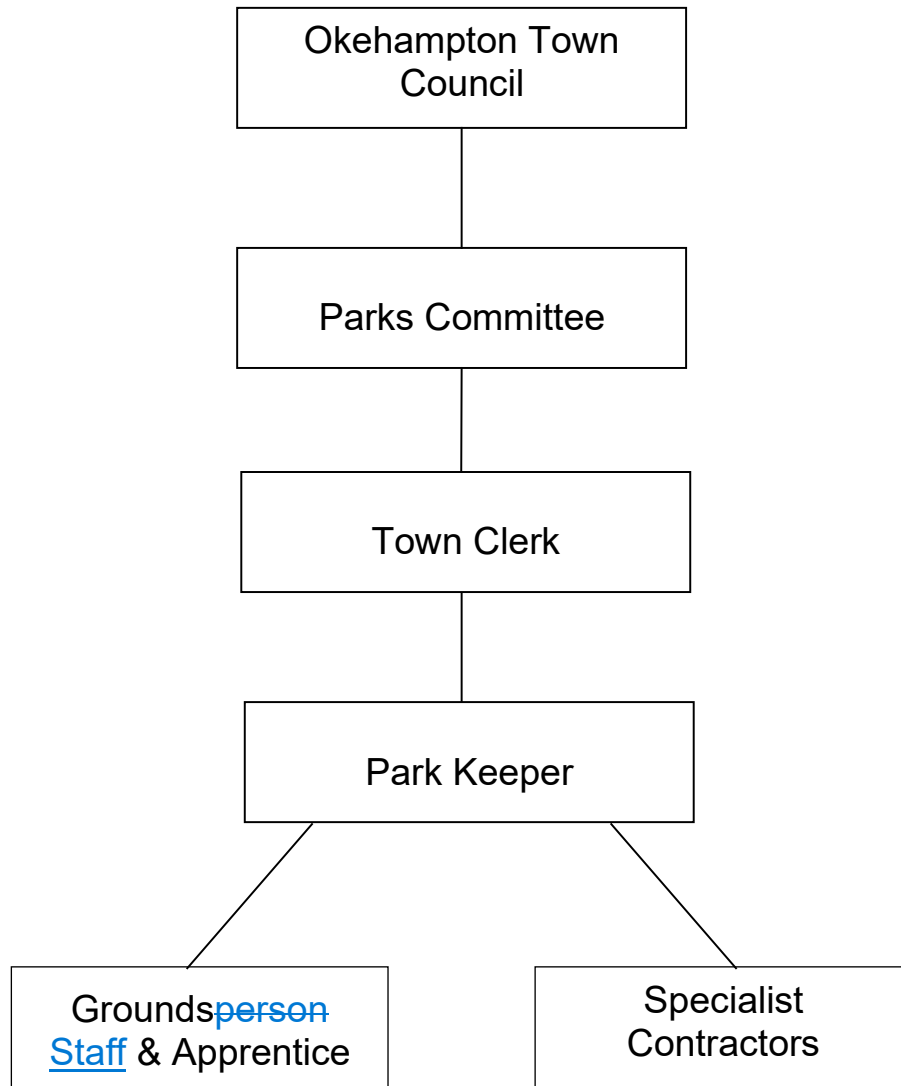 Okehampton Town
Council
Parks Committee
Town Clerk
Park Keeper
Groundsperson
Staff & Apprentice
Specialist
Contractors